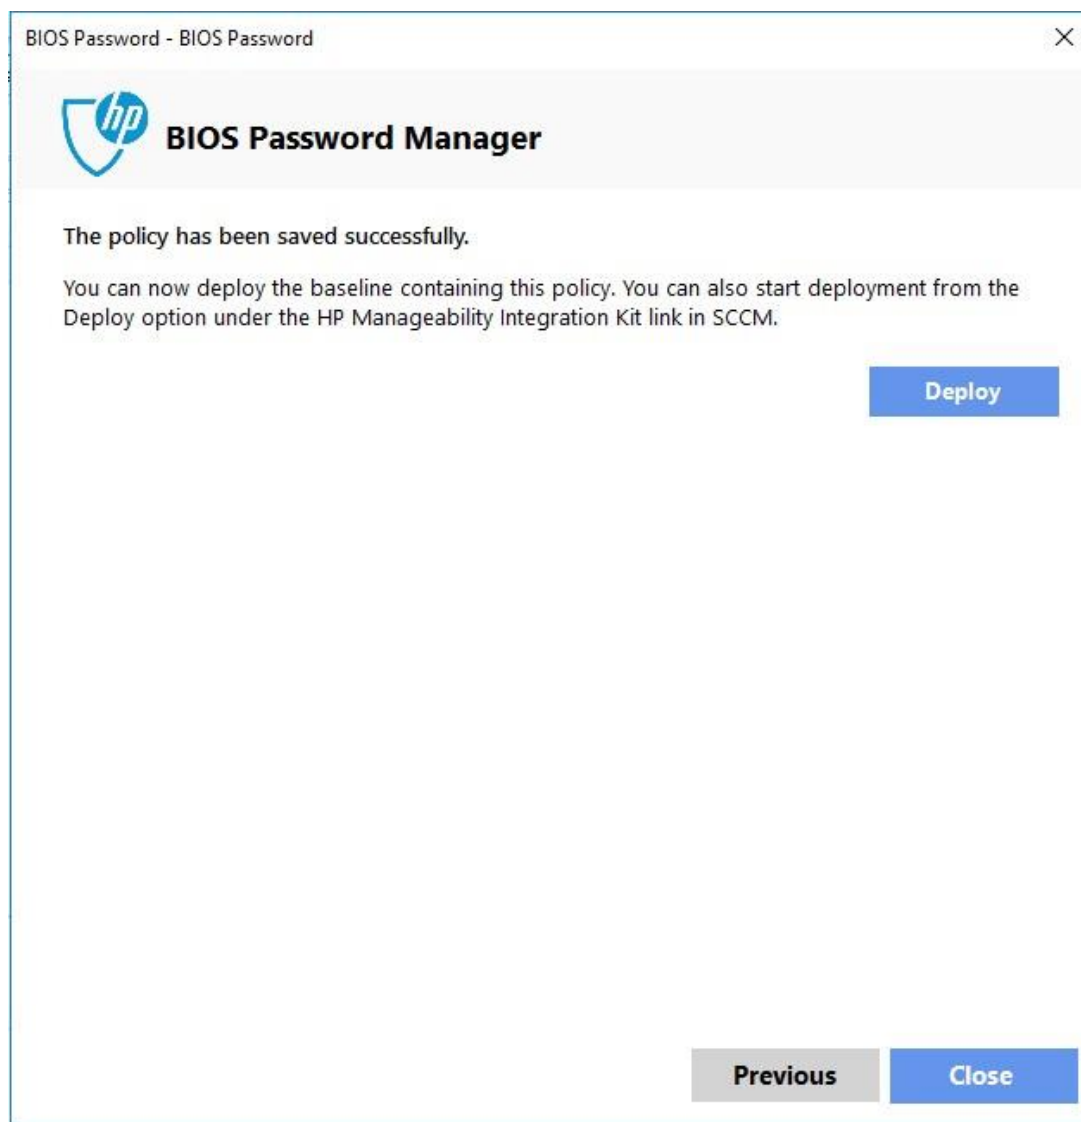 BIOS Password - BIOS Password
hp
BIOS Password Manager
The policy has been saved successfully.
You can now deploy the baseline containing this policy. You can also start deployment from the
Deploy option under the HP Manageability Integration Kit link in SCCM.
Deploy
Previous
Close